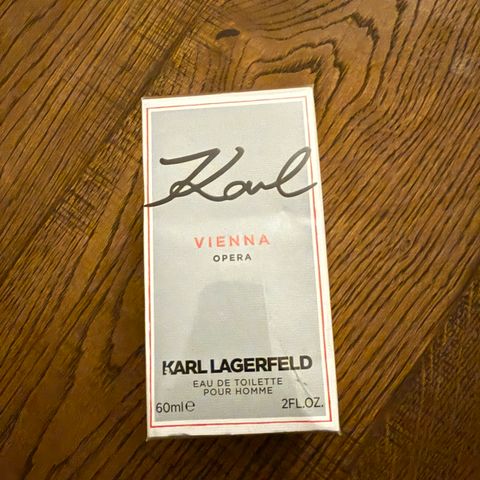 Karl
VIENNA
OPERA
KARL LAGERFELD
EAU DE TOILETTE
POUR HOMME
60ml℮ 2FL.OZ.